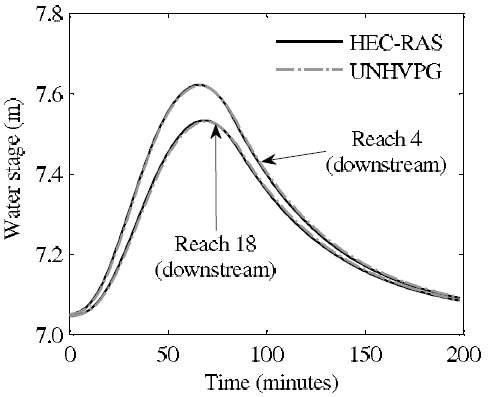 7.8
7.6
7.4
7.2
7.0
Water stage (m)
HEC-RAS
UNHVPG
Reach 4
(downstream)
Reach 18
(downstream)
0
50
100
150
200
Time (minutes)